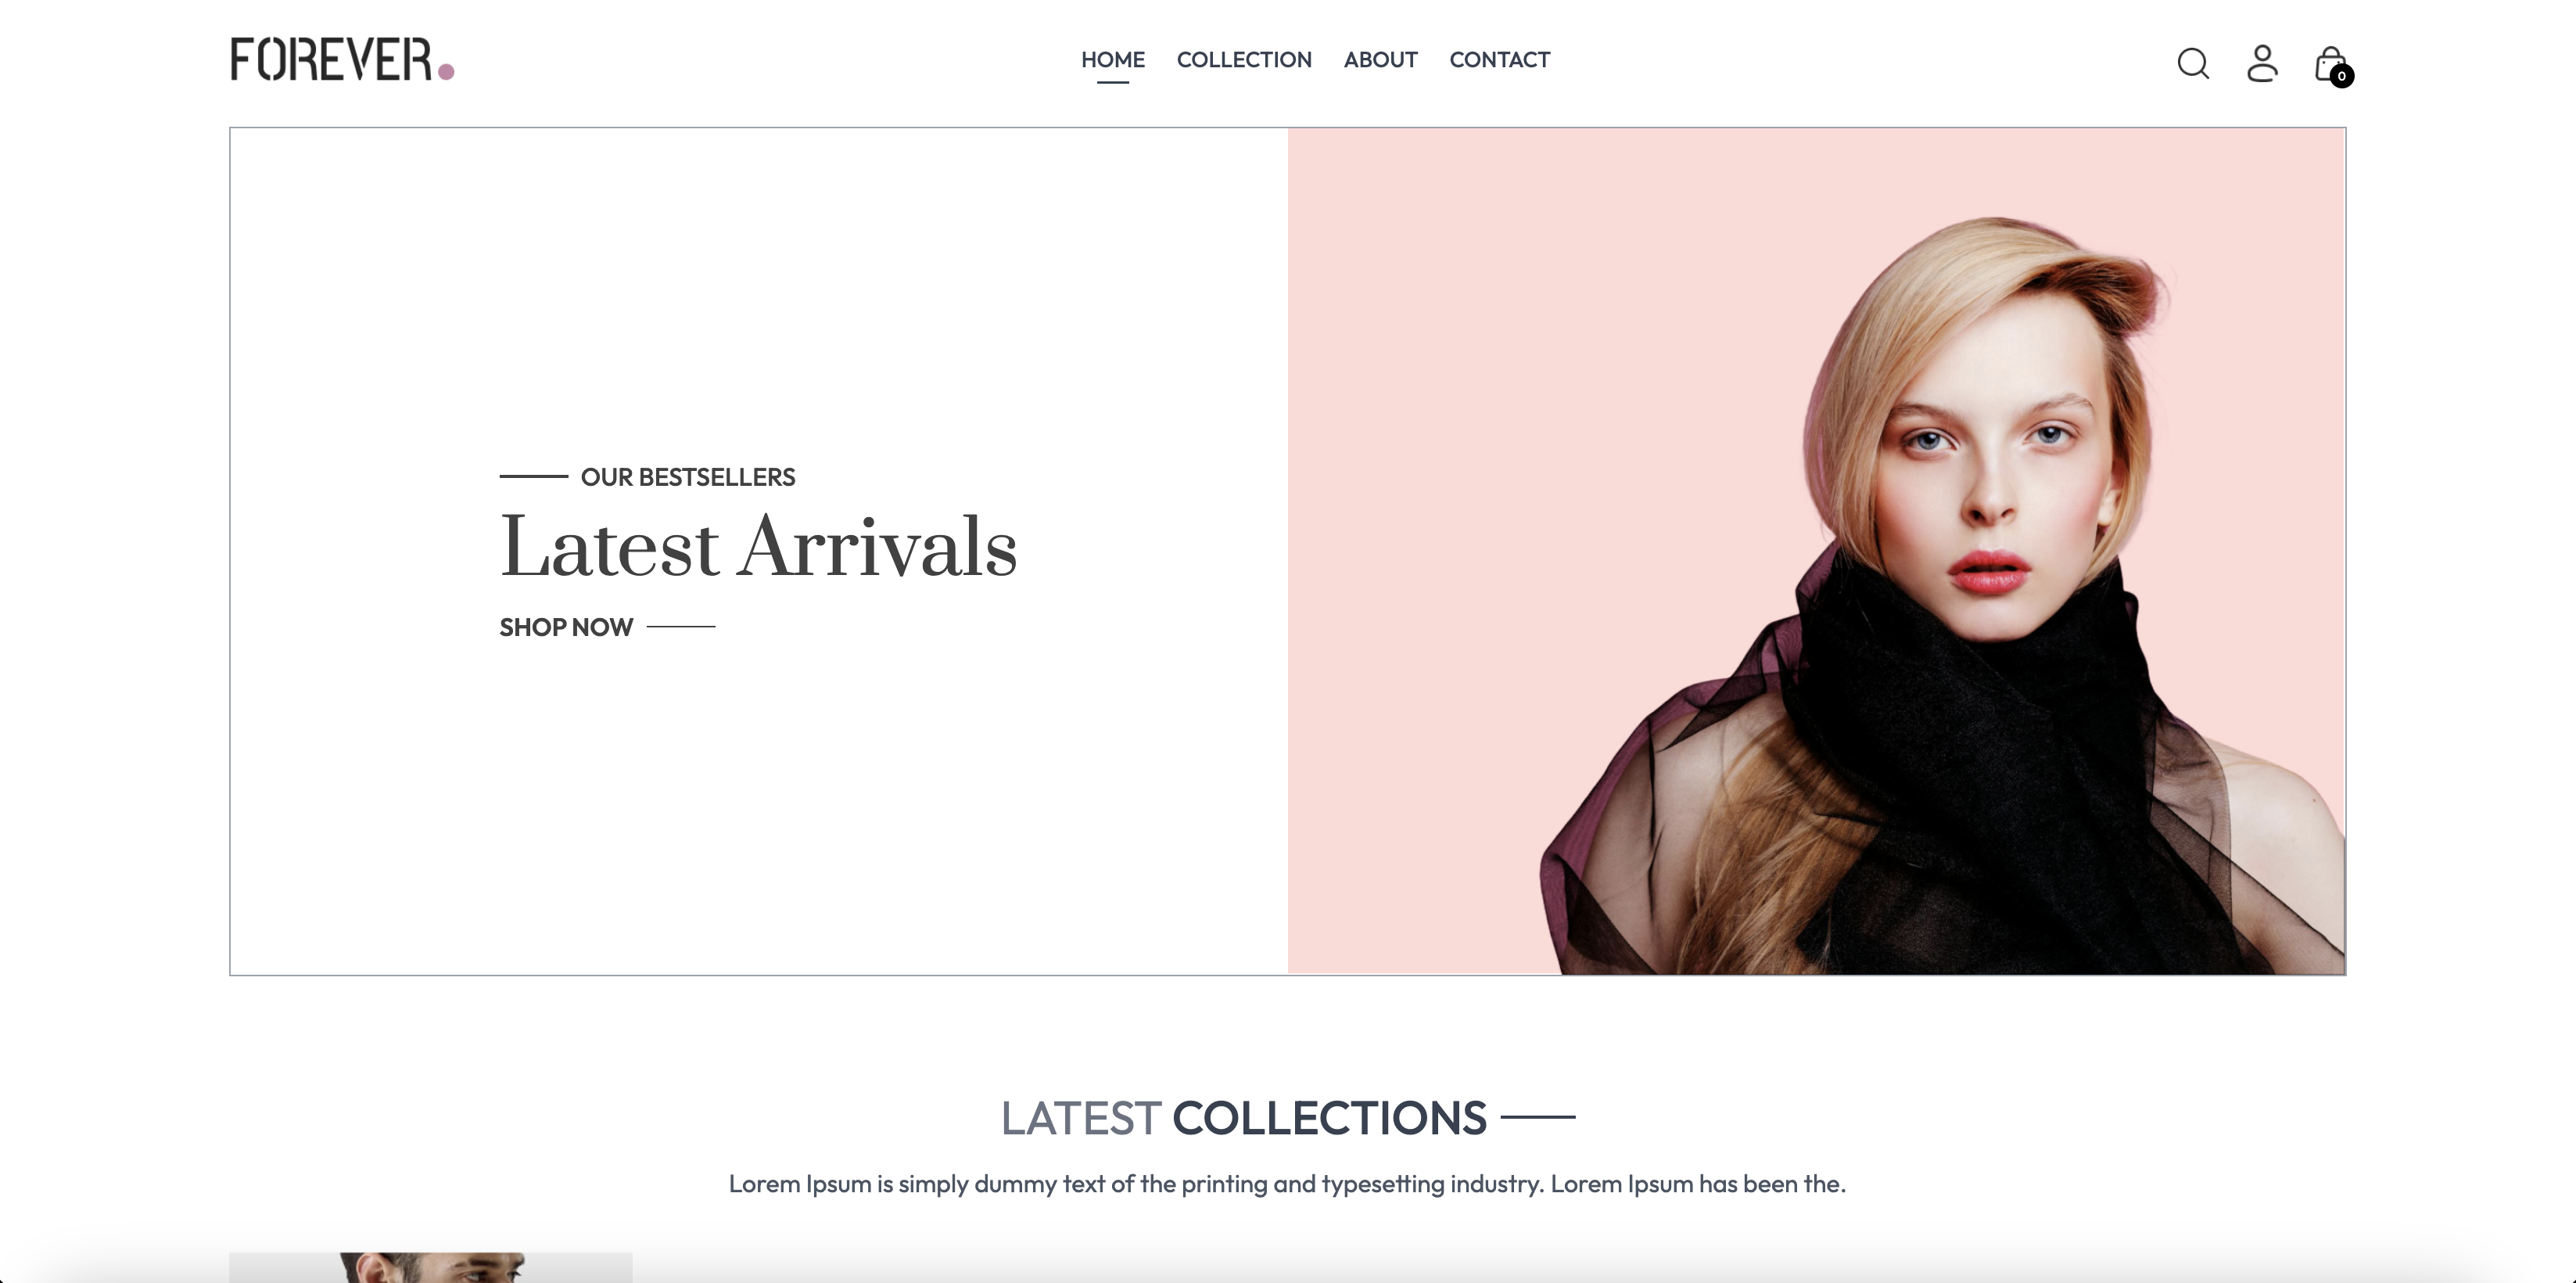 FOREVER.
HOME COLLECTION ABOUT CONTACT
0
OUR BESTSELLERS
Latest Arrivals
SHOP NOW
LATEST COLLECTIONS
Lorem Ipsum is simply dummy text of the printing and typesetting industry. Lorem Ipsum has been the.